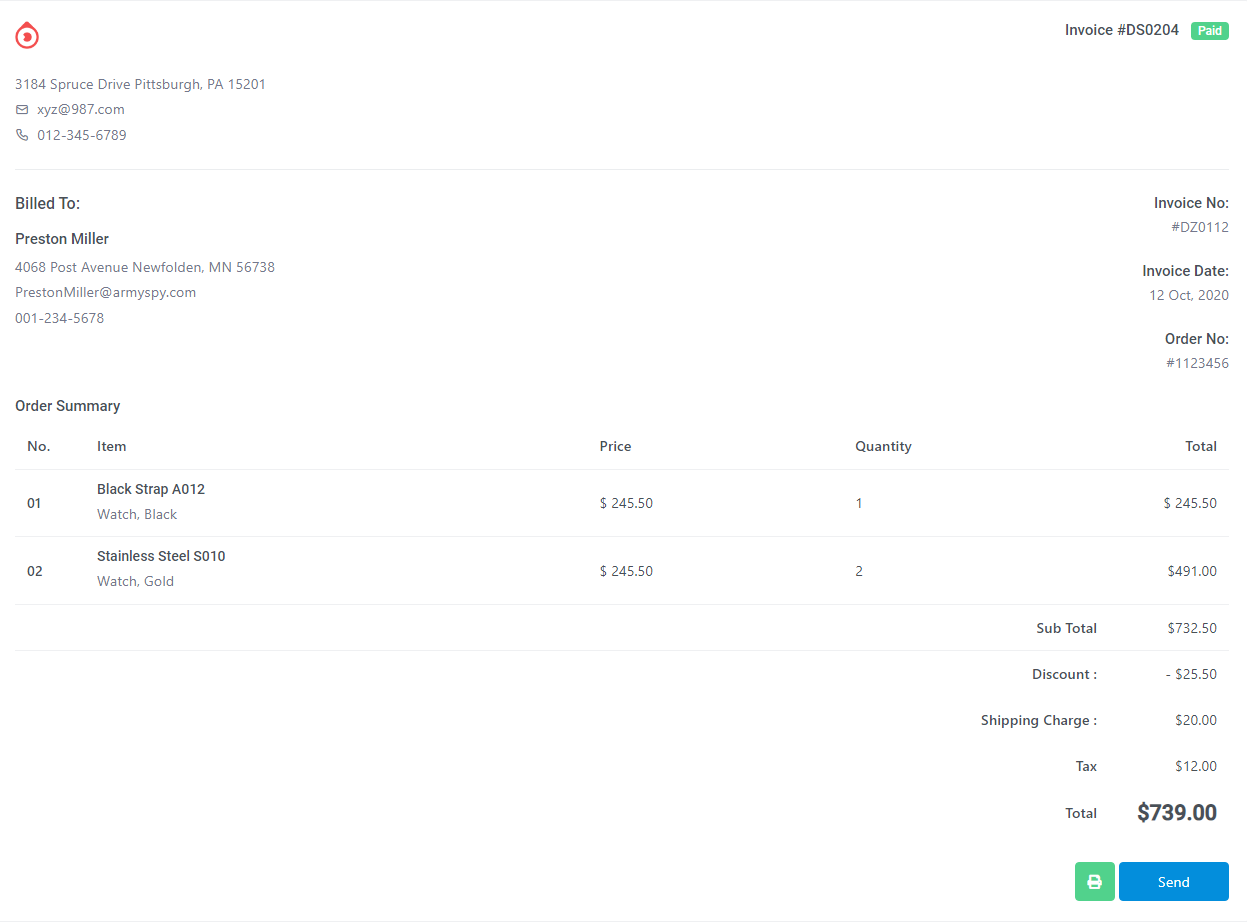 Invoice #DS0204 Paid
3184 Spruce Drive Pittsburgh, PA 15201
xyz@987.com
012-345-6789
Billed To:
Preston Miller
4068 Post Avenue Newfolden, MN 56738
PrestonMiller@armyspy.com
001-234-5678
Invoice No:
#DZ0112
Invoice Date:
12 Oct, 2020
Order No:
#1123456
Order Summary
No. Item Price Quantity Total
01 Black Strap A012 $ 245.50 1 $ 245.50
Watch, Black
02 Stainless Steel S010 $ 245.50 2 $491.00
Watch, Gold
Sub Total $732.50
Discount : - $25.50
Shipping Charge : $20.00
Tax $12.00
Total $739.00
Send